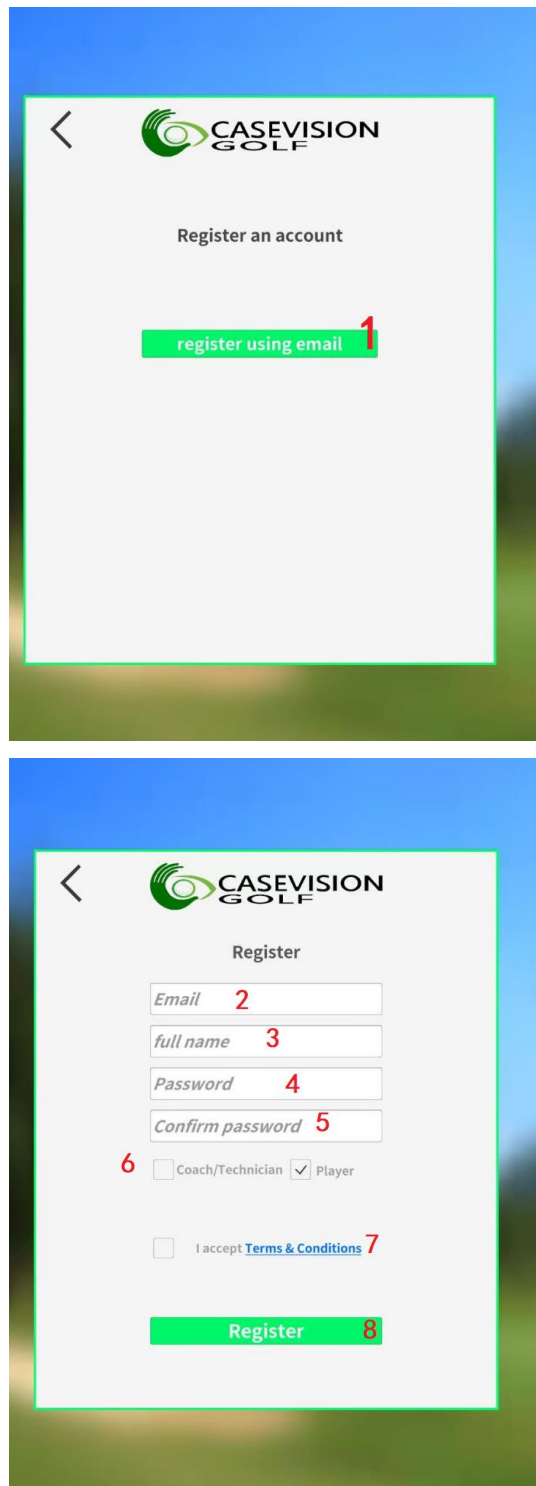 CASEVISION
GOLF
Register an account
register using email 1
CASEVISION
GOLF
Register
Email 2
full name 3
Password 4
Confirm password 5
6 Coach/Technician Player
I accept Terms & Conditions 7
Register 8